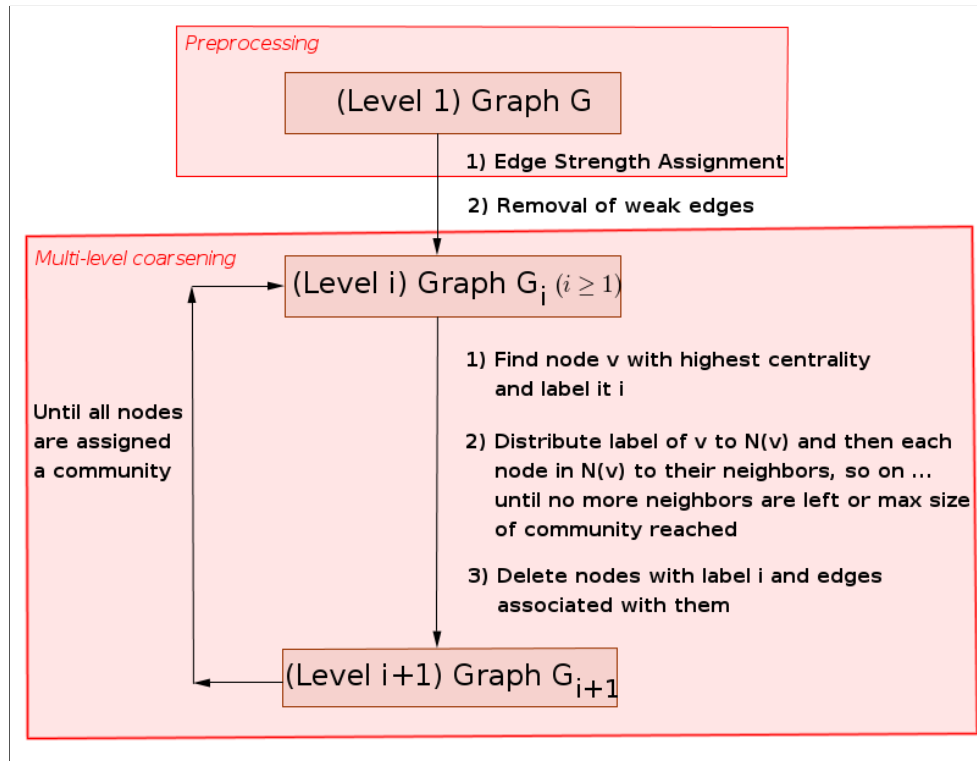 Preprocessing
(Level 1) Graph G
1) Edge Strength Assignment
2) Removal of weak edges
Multi-level coarsening
(Level i) Graph G_i (i ≥ 1)
1) Find node v with highest centrality
and label it i
Until all nodes
are assigned
a community
2) Distribute label of v to N(v) and then each
node in N(v) to their neighbors, so on ...
until no more neighbors are left or max size
of community reached
3) Delete nodes with label i and edges
associated with them
(Level i+1) Graph G_{i+1}